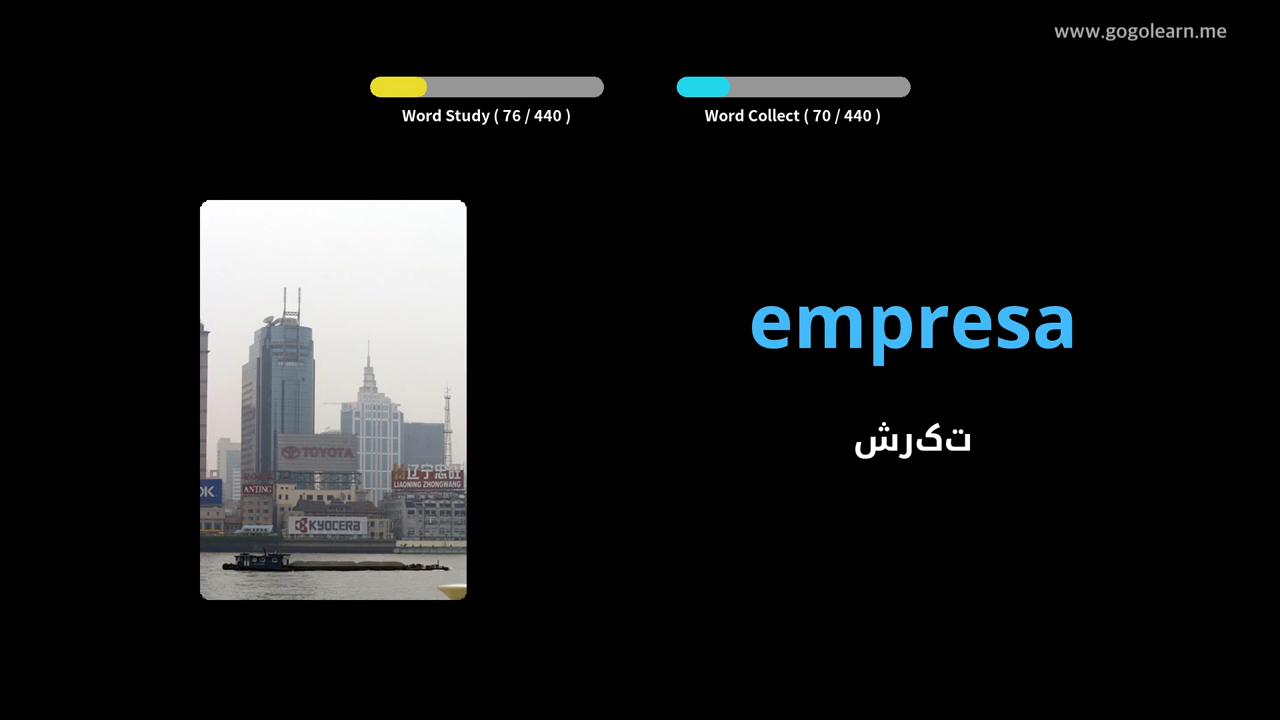 www.gogolearn.me
Word Study ( 76 / 440 )
Word Collect ( 70 / 440 )
empresa
تکرش
TOYOTA
辽宁忠旺
LIAONING ZHONGWANG
OK
ANTING
KYOCERA